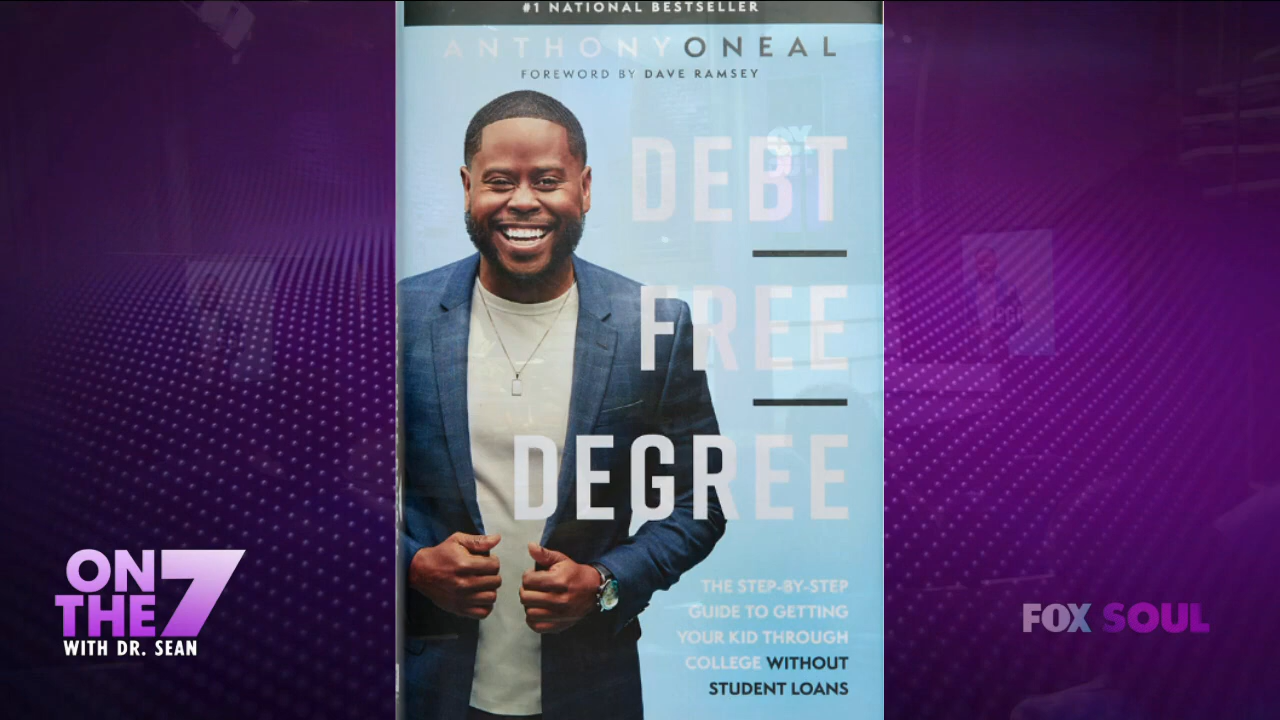 #1 NATIONAL BESTSELLER
ANTHONYONEAL
FOREWORD BY DAVE RAMSEY
DEBT
FREE
DEGREE
THE STEP-BY-STEP
GUIDE TO GETTING
YOUR KID THROUGH
COLLEGE WITHOUT
STUDENT LOANS
ON
THE 7
WITH DR. SEAN
FOX SOUL